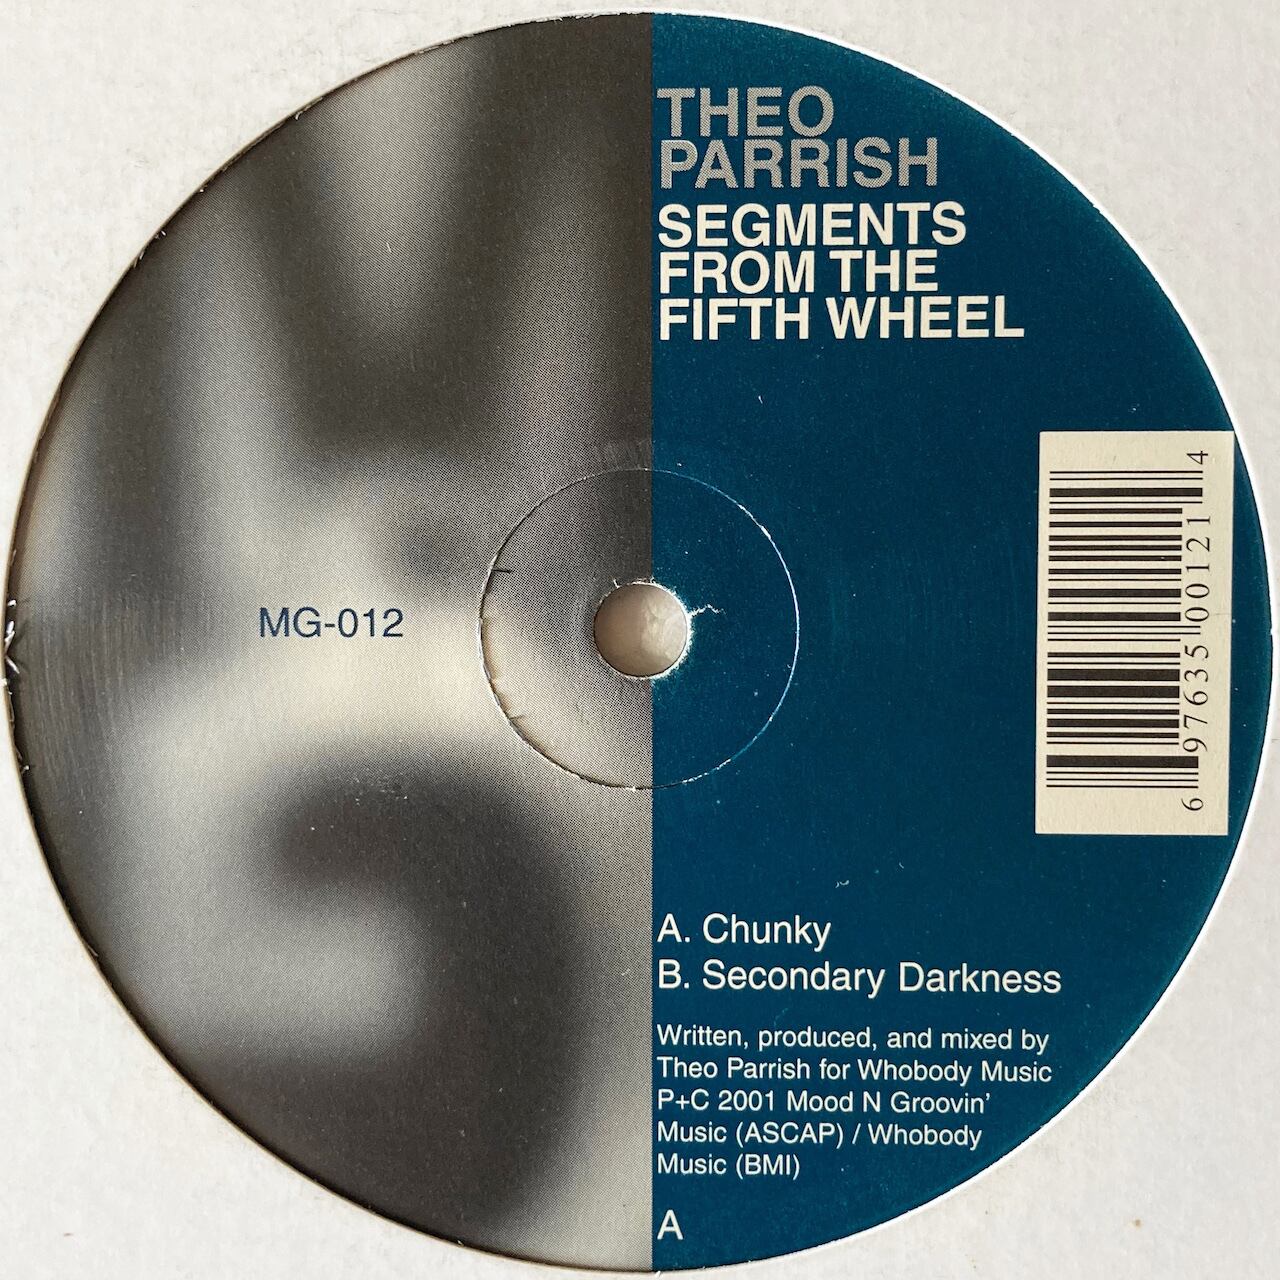 THEO
PARRISH
SEGMENTS
FROM THE
FIFTH WHEEL
MG-012
6 97635 00121 4
A. Chunky
B. Secondary Darkness
Written, produced, and mixed by
Theo Parrish for Whobody Music
P+C 2001 Mood N Groovin'
Music (ASCAP) / Whobody
Music (BMI)
A